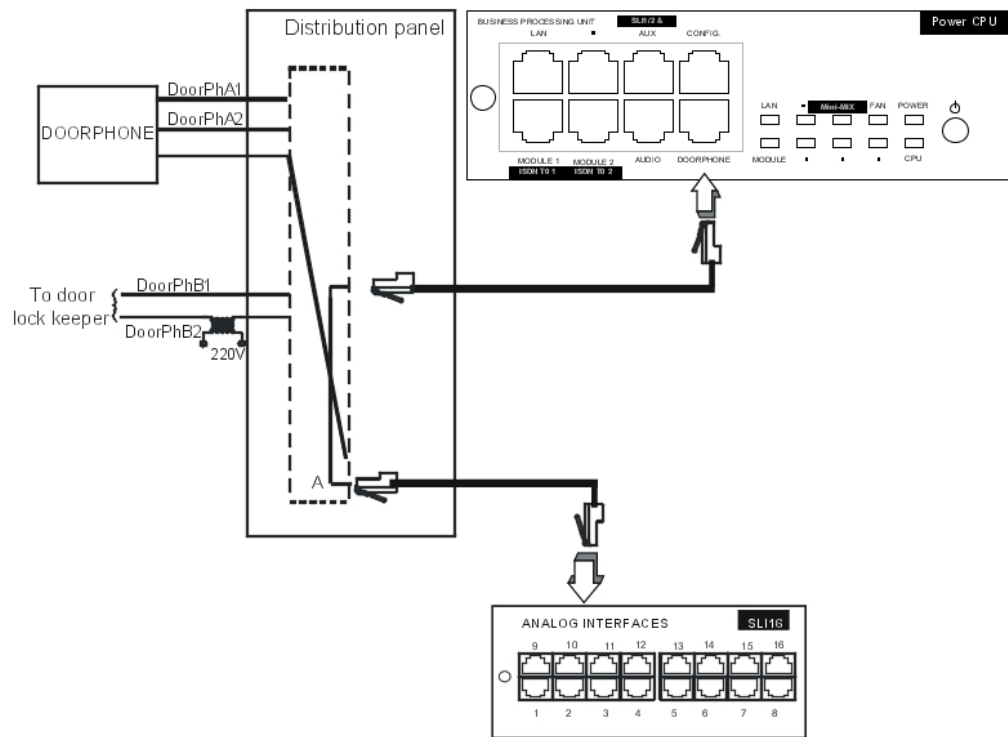 Distribution panel
DoorPhA1
DoorPhA2
DOORPHONE
DoorPhB1
To door
lock keeper
DoorPhB2
220V
A
BUSINESS PROCESSING UNIT
SLI1/2 &
Power CPU
LAN
AUX
CONFIG.
LAN
Mini-MIX
FAN
POWER
MODULE 1
MODULE 2
AUDIO
DOORPHONE
ISDN T0 1
ISDN T0 2
MODULE
CPU
ANALOG INTERFACES
SLI16
9 10 11 12 13 14 15 16
1 2 3 4 5 6 7 8